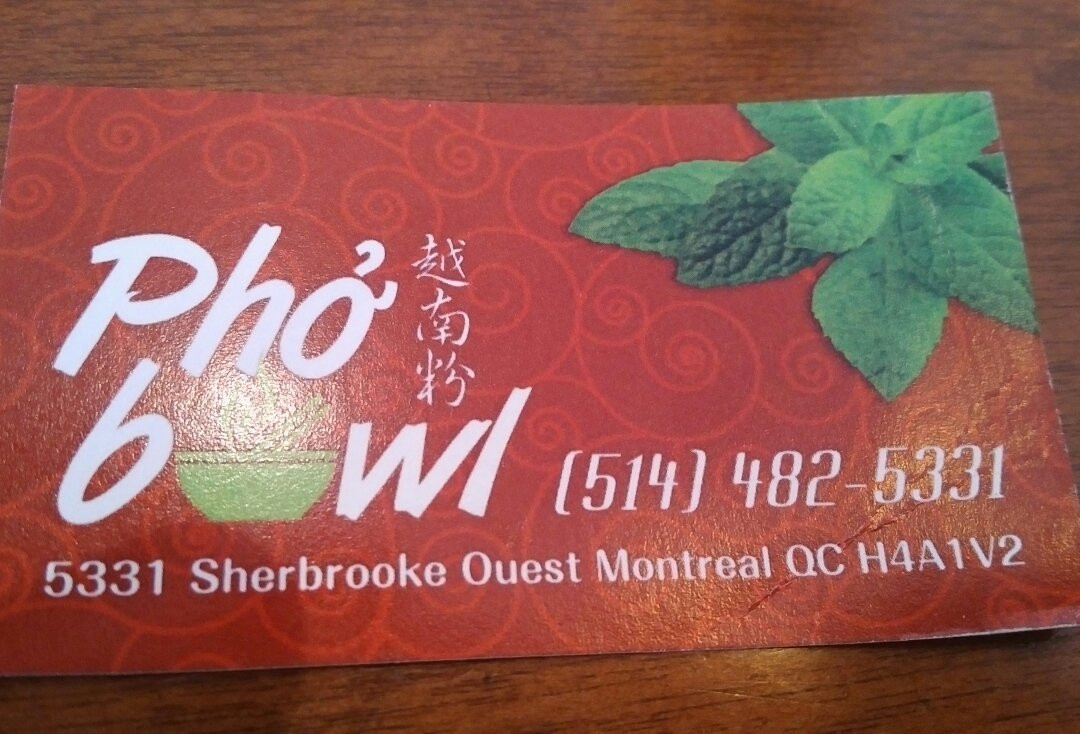 Phở
越南粉
bowl
(514) 482-5331
5331 Sherbrooke Ouest Montreal QC H4A1V2